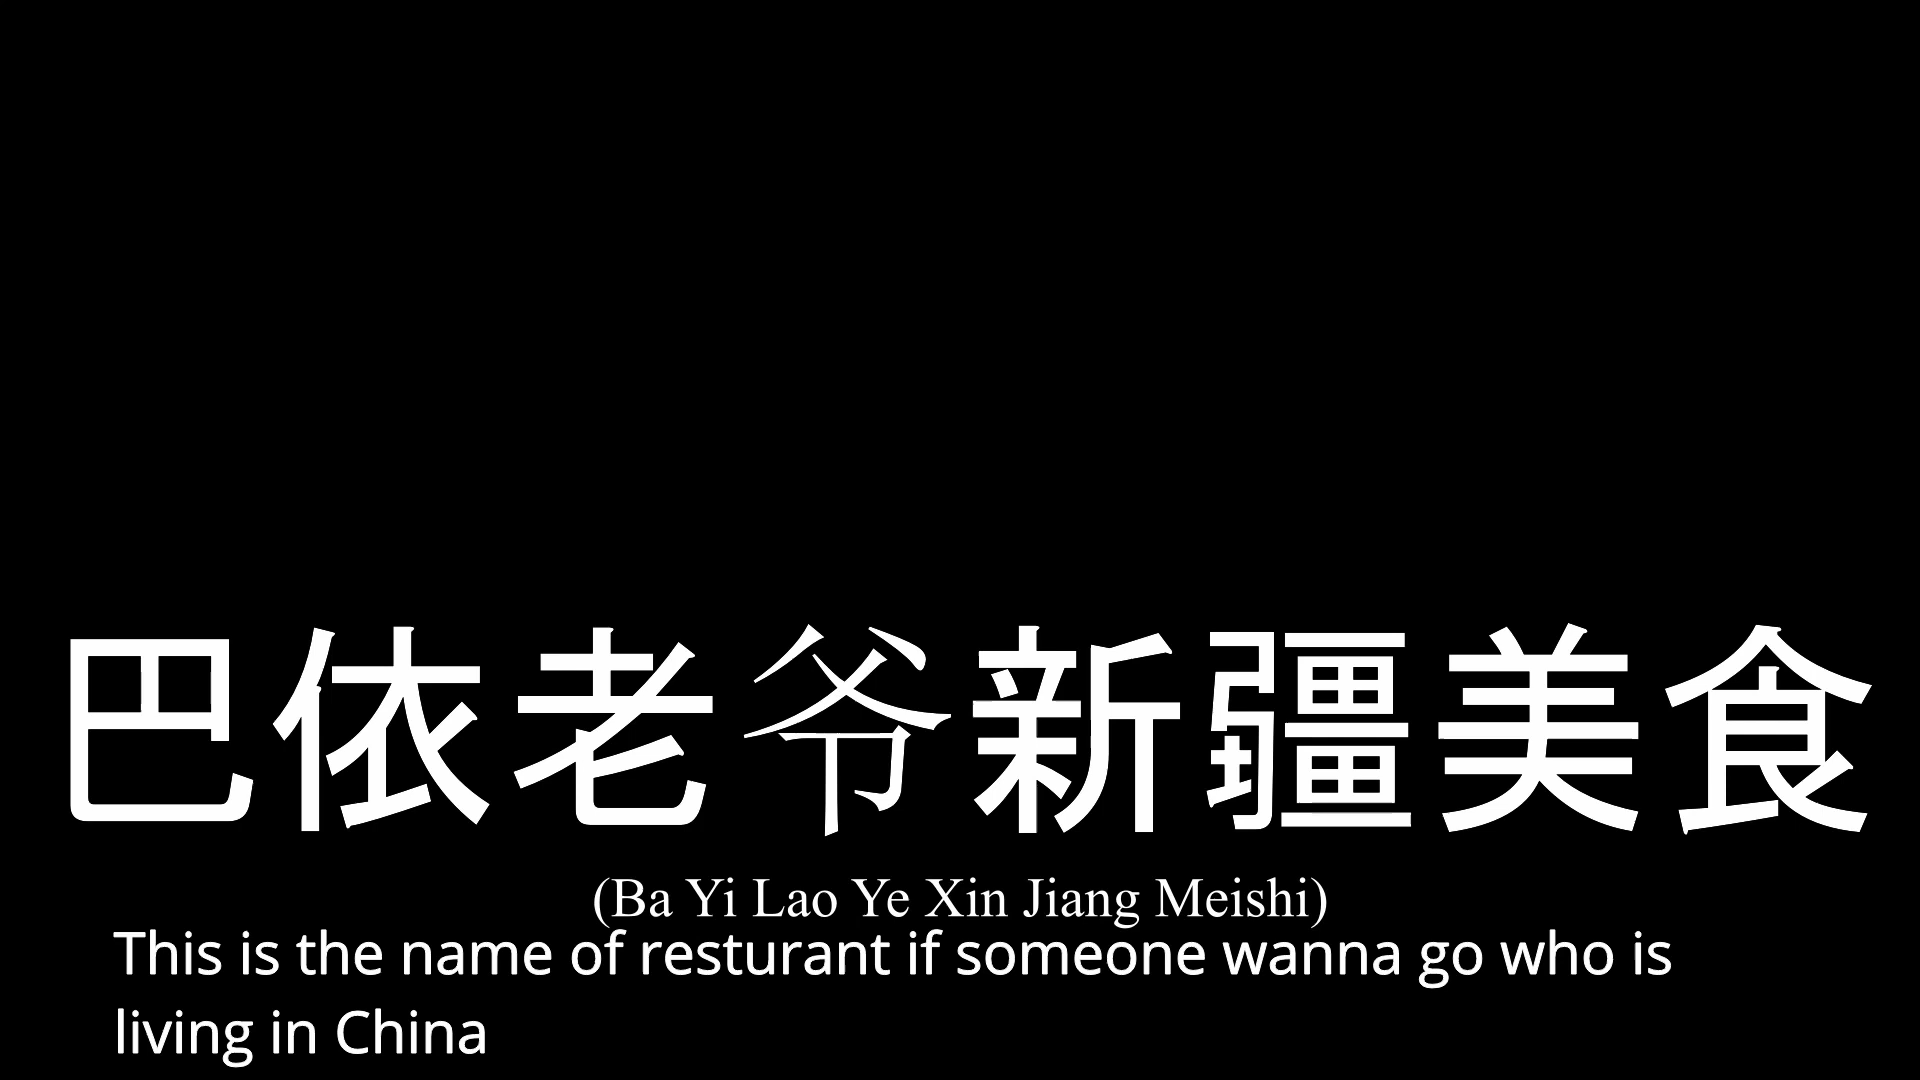 巴依老爷新疆美食
(Ba Yi Lao Ye Xin Jiang Meishi)
This is the name of resturant if someone wanna go who is
living in China